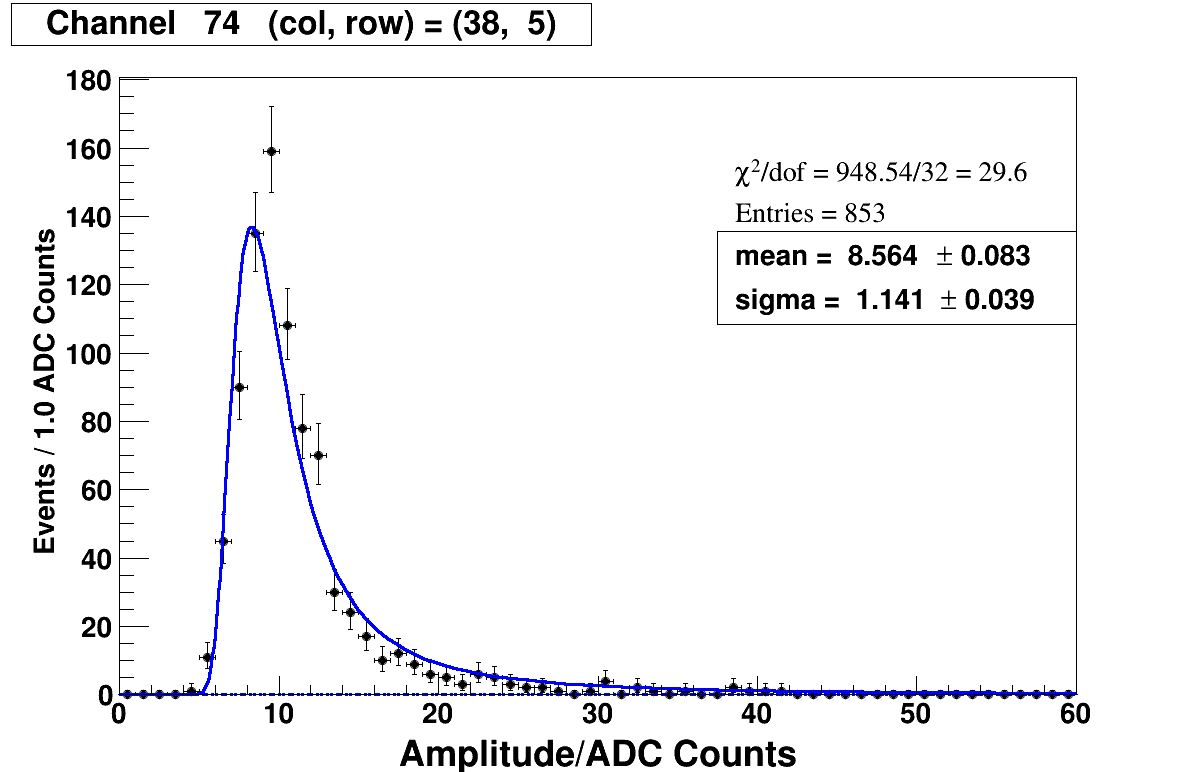 Channel 74 (col, row) = (38, 5)
180
160
140
120
100
80
60
40
20
0
Events / 1.0 ADC Counts
χ²/dof = 948.54/32 = 29.6
Entries = 853
mean = 8.564 ± 0.083
sigma = 1.141 ± 0.039
0 10 20 30 40 50 60
Amplitude/ADC Counts